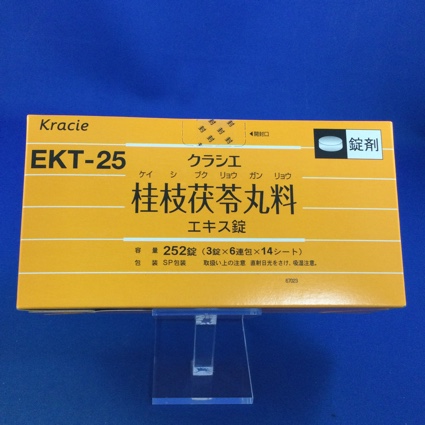 Kracie
◀開封口
錠剤
EKT-25
クラシエ
ケイ シ ブク リョウ ガン リョウ
桂枝茯苓丸料
エキス錠
容量 252錠（3錠×6連包×14シート）
包装 SP包装 取扱い上の注意 直射日光をさけ、吸湿注意。